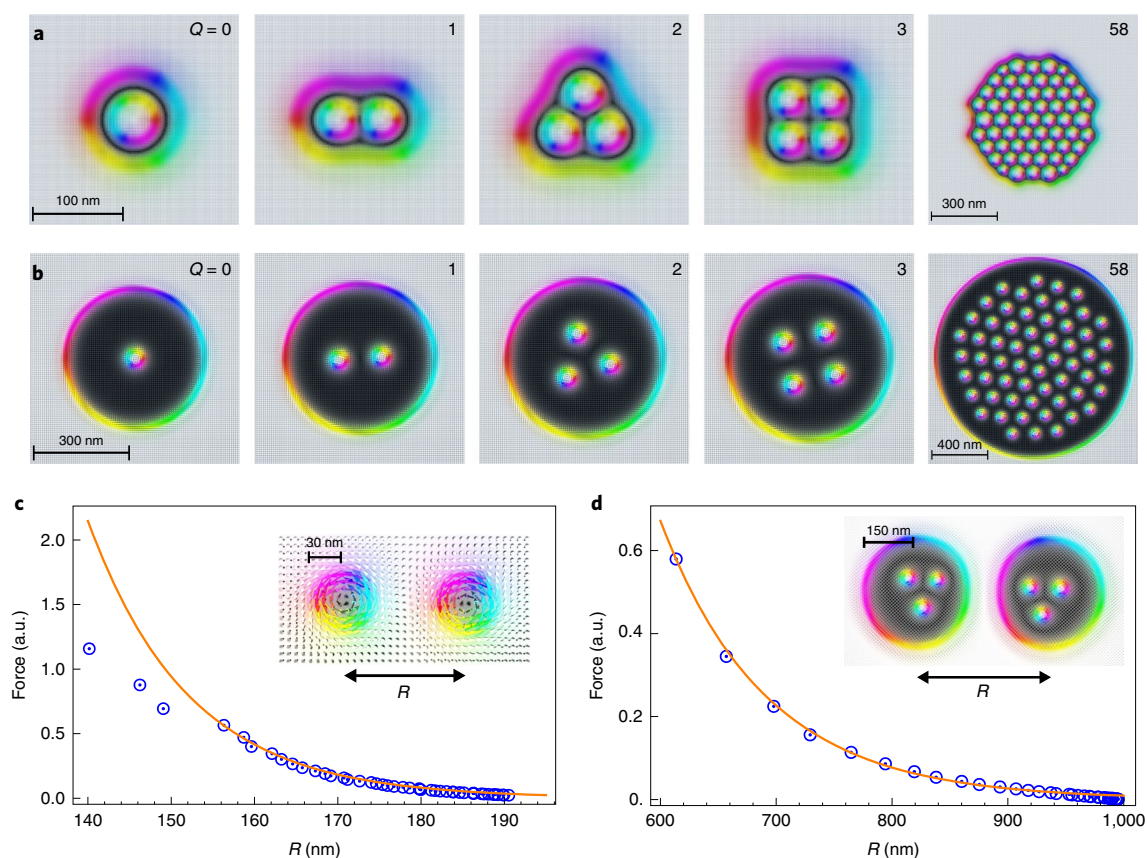 a
Q = 0 1 2 3 58
100 nm 300 nm
b
Q = 0 1 2 3 58
300 nm 400 nm
c
2.0
1.5
1.0
0.5
0.0
Force (a.u.)
30 nm
R
140 150 160 170 180 190
R (nm)
d
0.6
0.4
0.2
0.
Force (a.u.)
150 nm
R
600 700 800 900 1,000
R (nm)